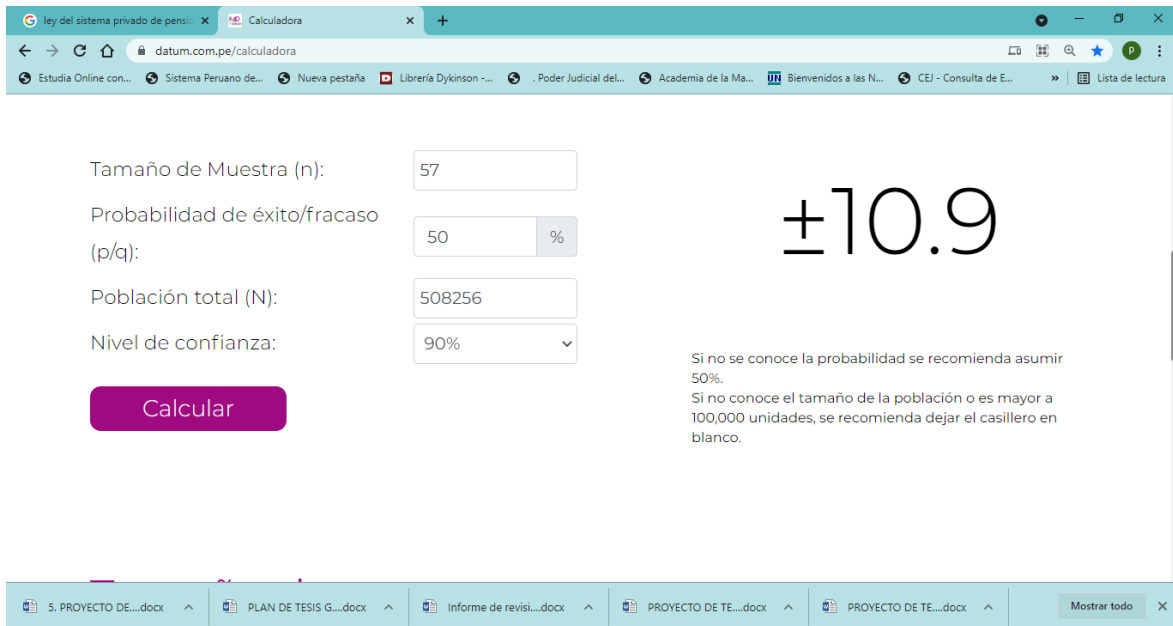 ley del sistema privado de pensic
Calculadora
datum.com.pe/calculadora
Estudia Online con...
Sistema Peruano de...
Nueva pestaña
Librería Dykinson -...
. Poder Judicial del...
Academia de la Ma...
UN Bienvenidos a las N...
CEJ - Consulta de E...
»
Lista de lectura
Tamaño de Muestra (n):
57
Probabilidad de éxito/fracaso
(p/q):
50
%
Población total (N):
508256
Nivel de confianza:
90%
Calcular
±10.9
Si no se conoce la probabilidad se recomienda asumir
50%.
Si no conoce el tamaño de la población o es mayor a
100,000 unidades, se recomienda dejar el casillero en
blanco.
5. PROYECTO DE....docx
PLAN DE TESIS G....docx
Informe de revisi....docx
PROYECTO DE TE....docx
PROYECTO DE TE....docx
Mostrar todo